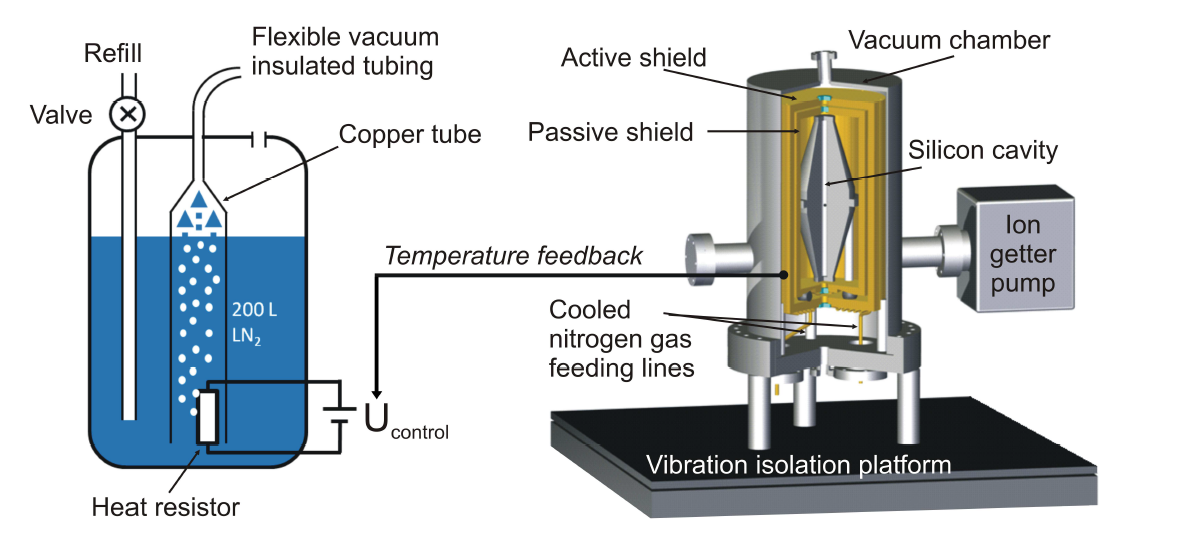 Refill
Flexible vacuum
insulated tubing
Valve
Copper tube
200 L
LN₂
Heat resistor
Temperature feedback
Ucontrol
Active shield
Passive shield
Vacuum chamber
Silicon cavity
Ion
getter
pump
Cooled
nitrogen gas
feeding lines
Vibration isolation platform